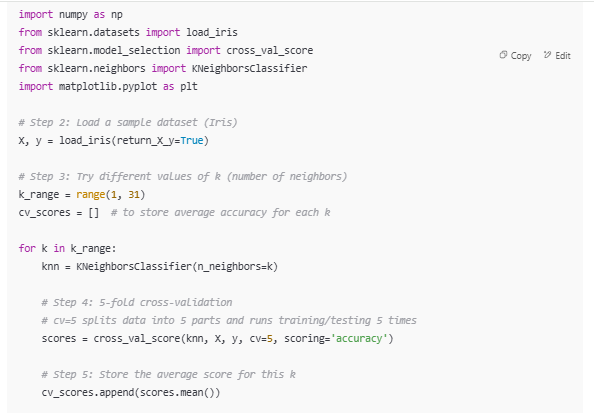 import numpy as np
from sklearn.datasets import load_iris
from sklearn.model_selection import cross_val_score
from sklearn.neighbors import KNeighborsClassifier
import matplotlib.pyplot as plt
Copy Edit
# Step 2: Load a sample dataset (Iris)
X, y = load_iris(return_X_y=True)
# Step 3: Try different values of k (number of neighbors)
k_range = range(1, 31)
cv_scores = []  # to store average accuracy for each k
for k in k_range:
    knn = KNeighborsClassifier(n_neighbors=k)
    # Step 4: 5-fold cross-validation
    # cv=5 splits data into 5 parts and runs training/testing 5 times
    scores = cross_val_score(knn, X, y, cv=5, scoring='accuracy')
    # Step 5: Store the average score for this k
    cv_scores.append(scores.mean())